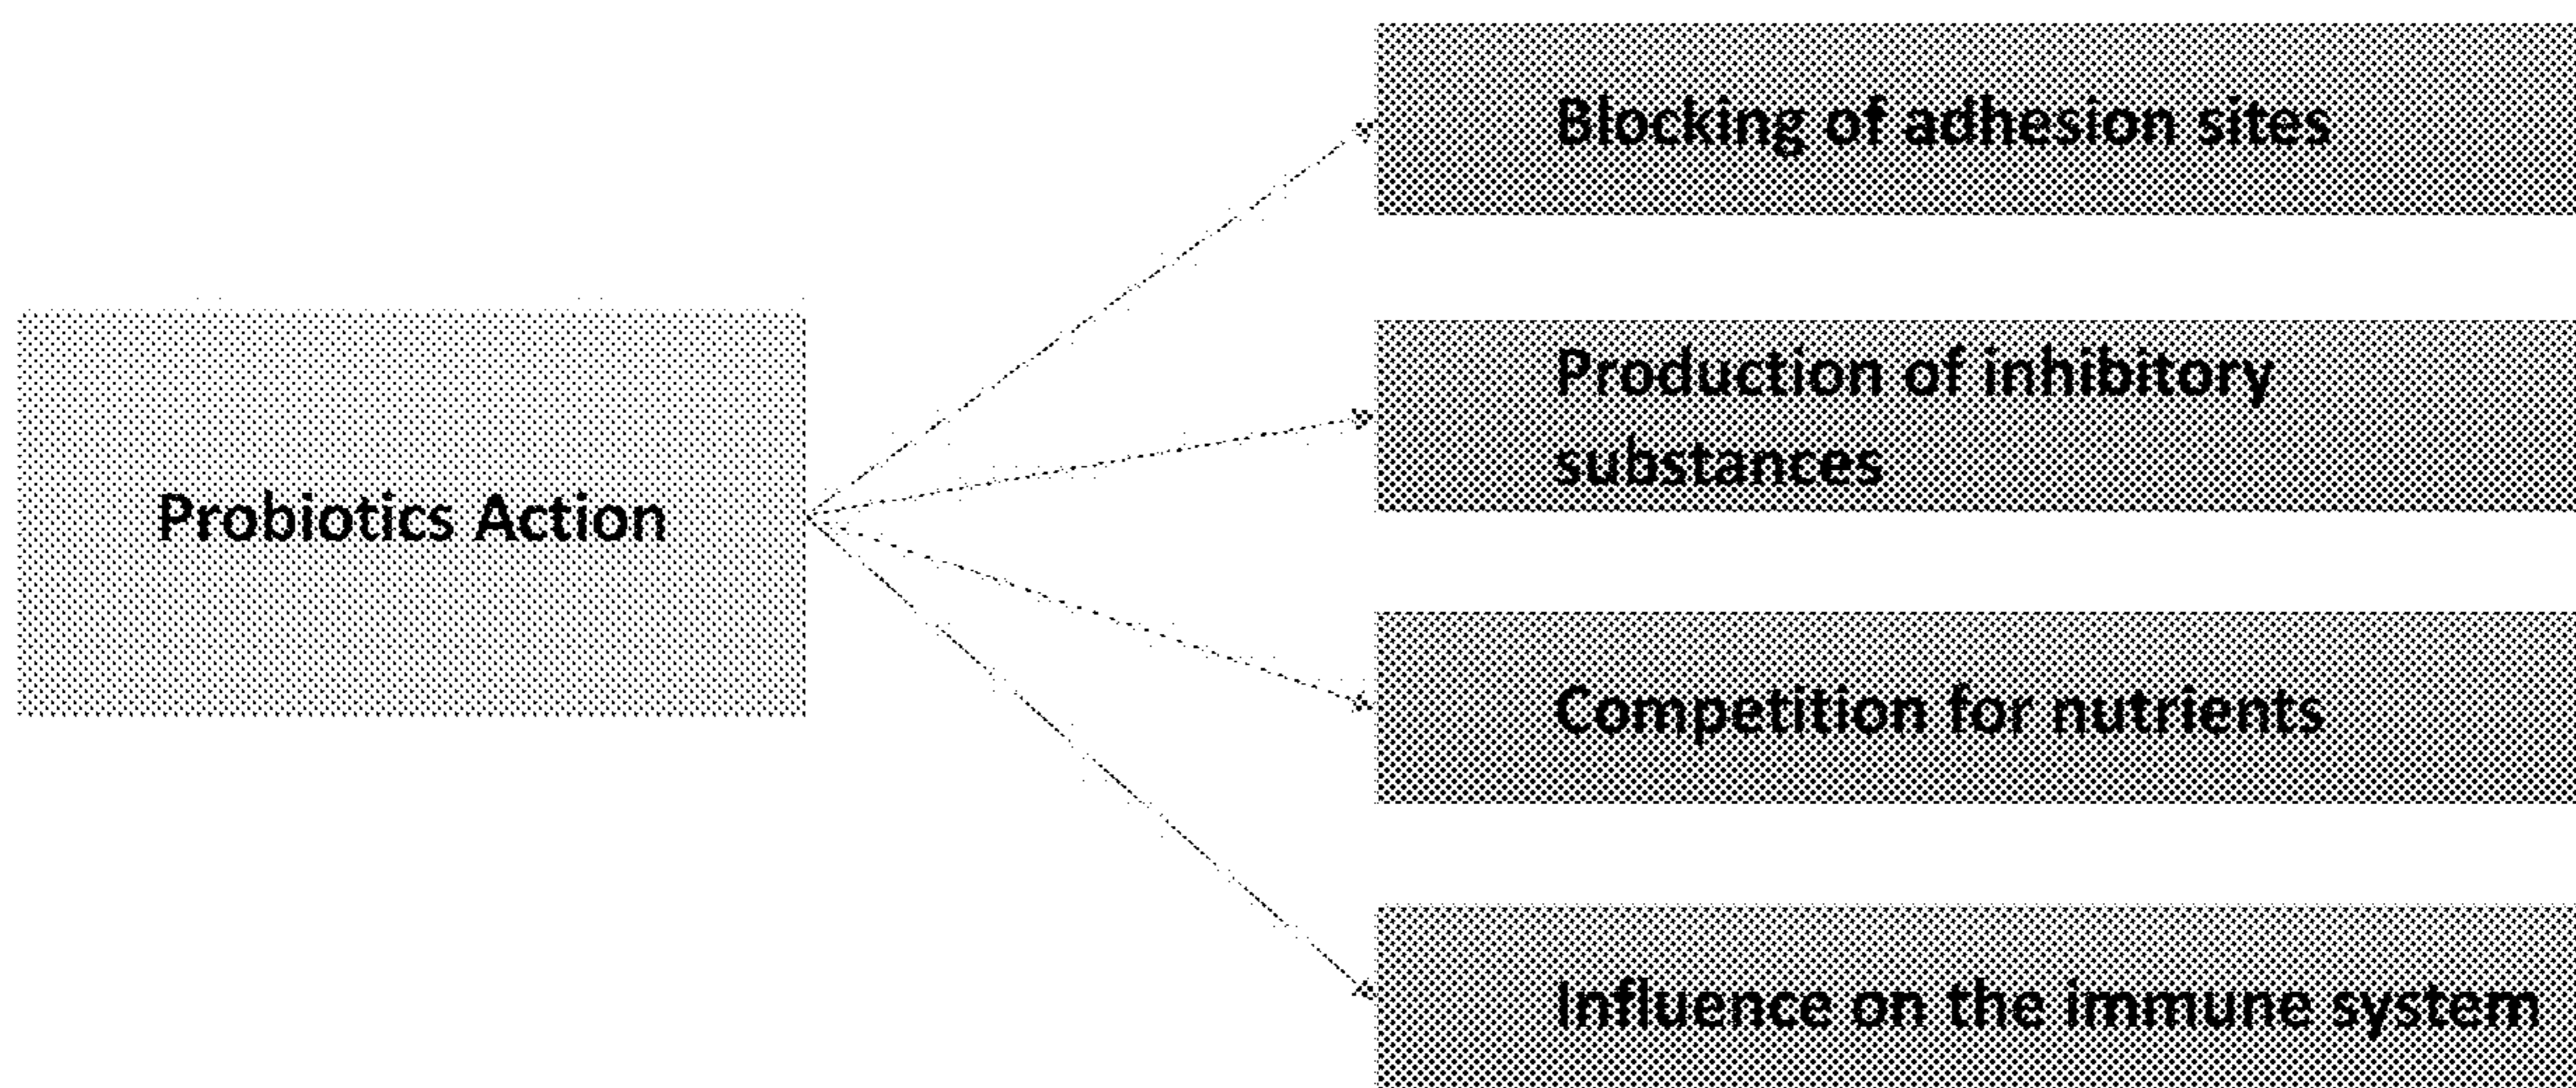 Blocking of adhesion sites
Production of inhibitory
substances
Probiotics Action
Competition for nutrients
Influence on the immune system